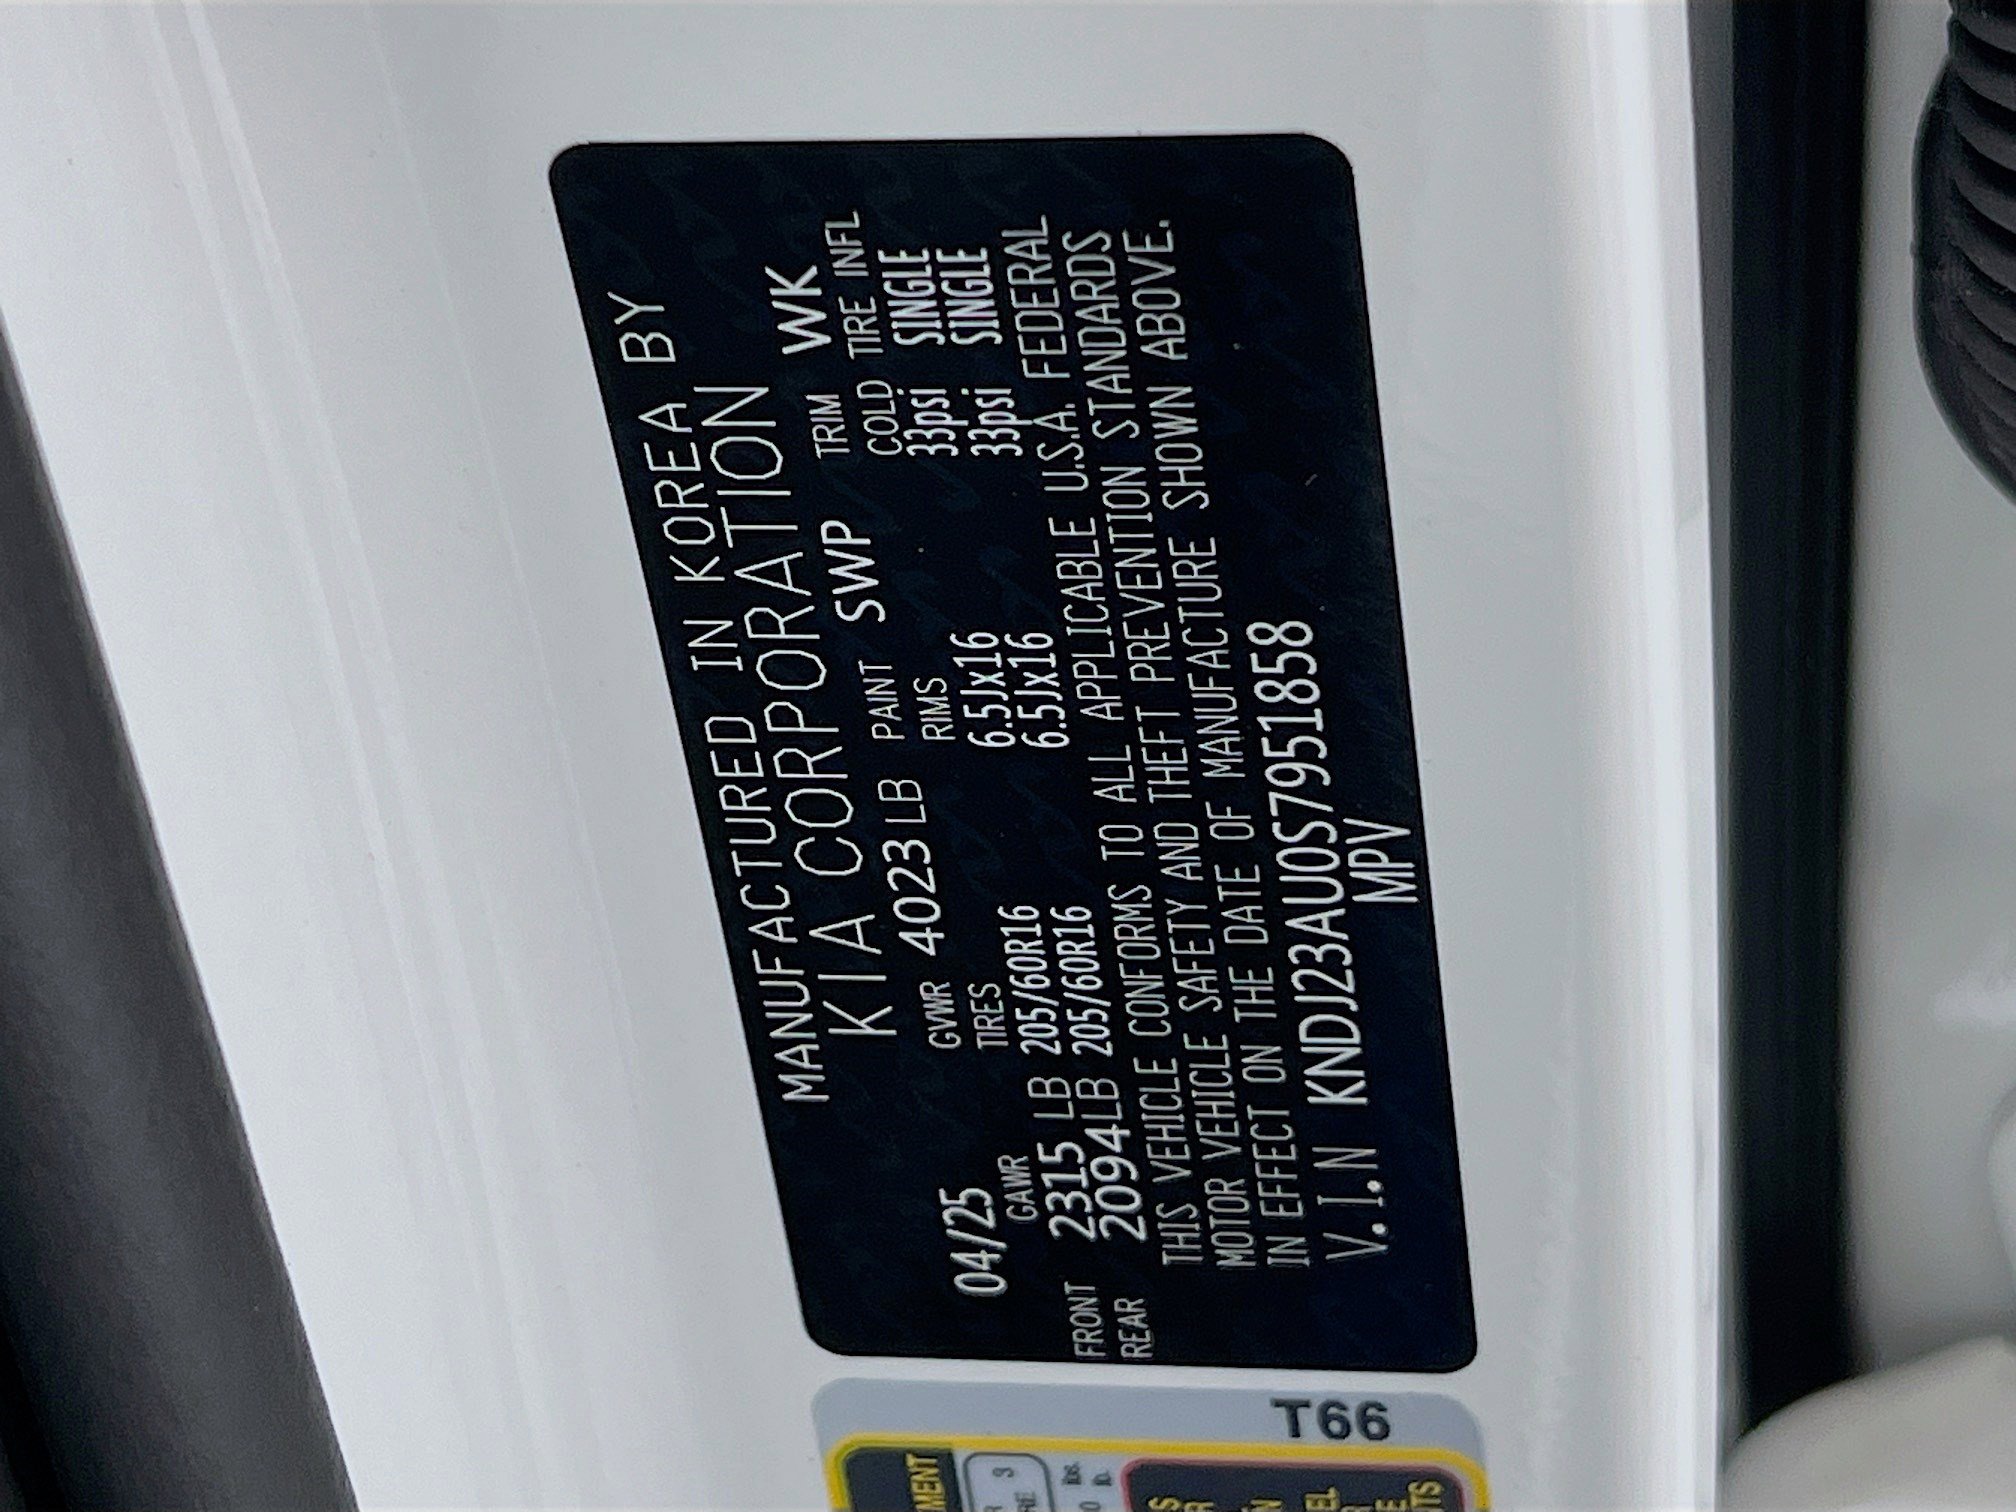 MANUFACTURED IN KOREA BY
KIA CORPORATION
04/25 GVWR 4023 LB PAINT SWP TRIM WK
GAWR TIRES RIMS COLD TIRE INFL
FRONT 2315 LB 205/60R16 6.5Jx16 33psi SINGLE
REAR 2094LB 205/60R16 6.5Jx16 33psi SINGLE
THIS VEHICLE CONFORMS TO ALL APPLICABLE U.S.A. FEDERAL
MOTOR VEHICLE SAFETY AND THEFT PREVENTION STANDARDS
IN EFFECT ON THE DATE OF MANUFACTURE SHOWN ABOVE.
V.I.N KNDJ23AU0S7951858
MPV
T66